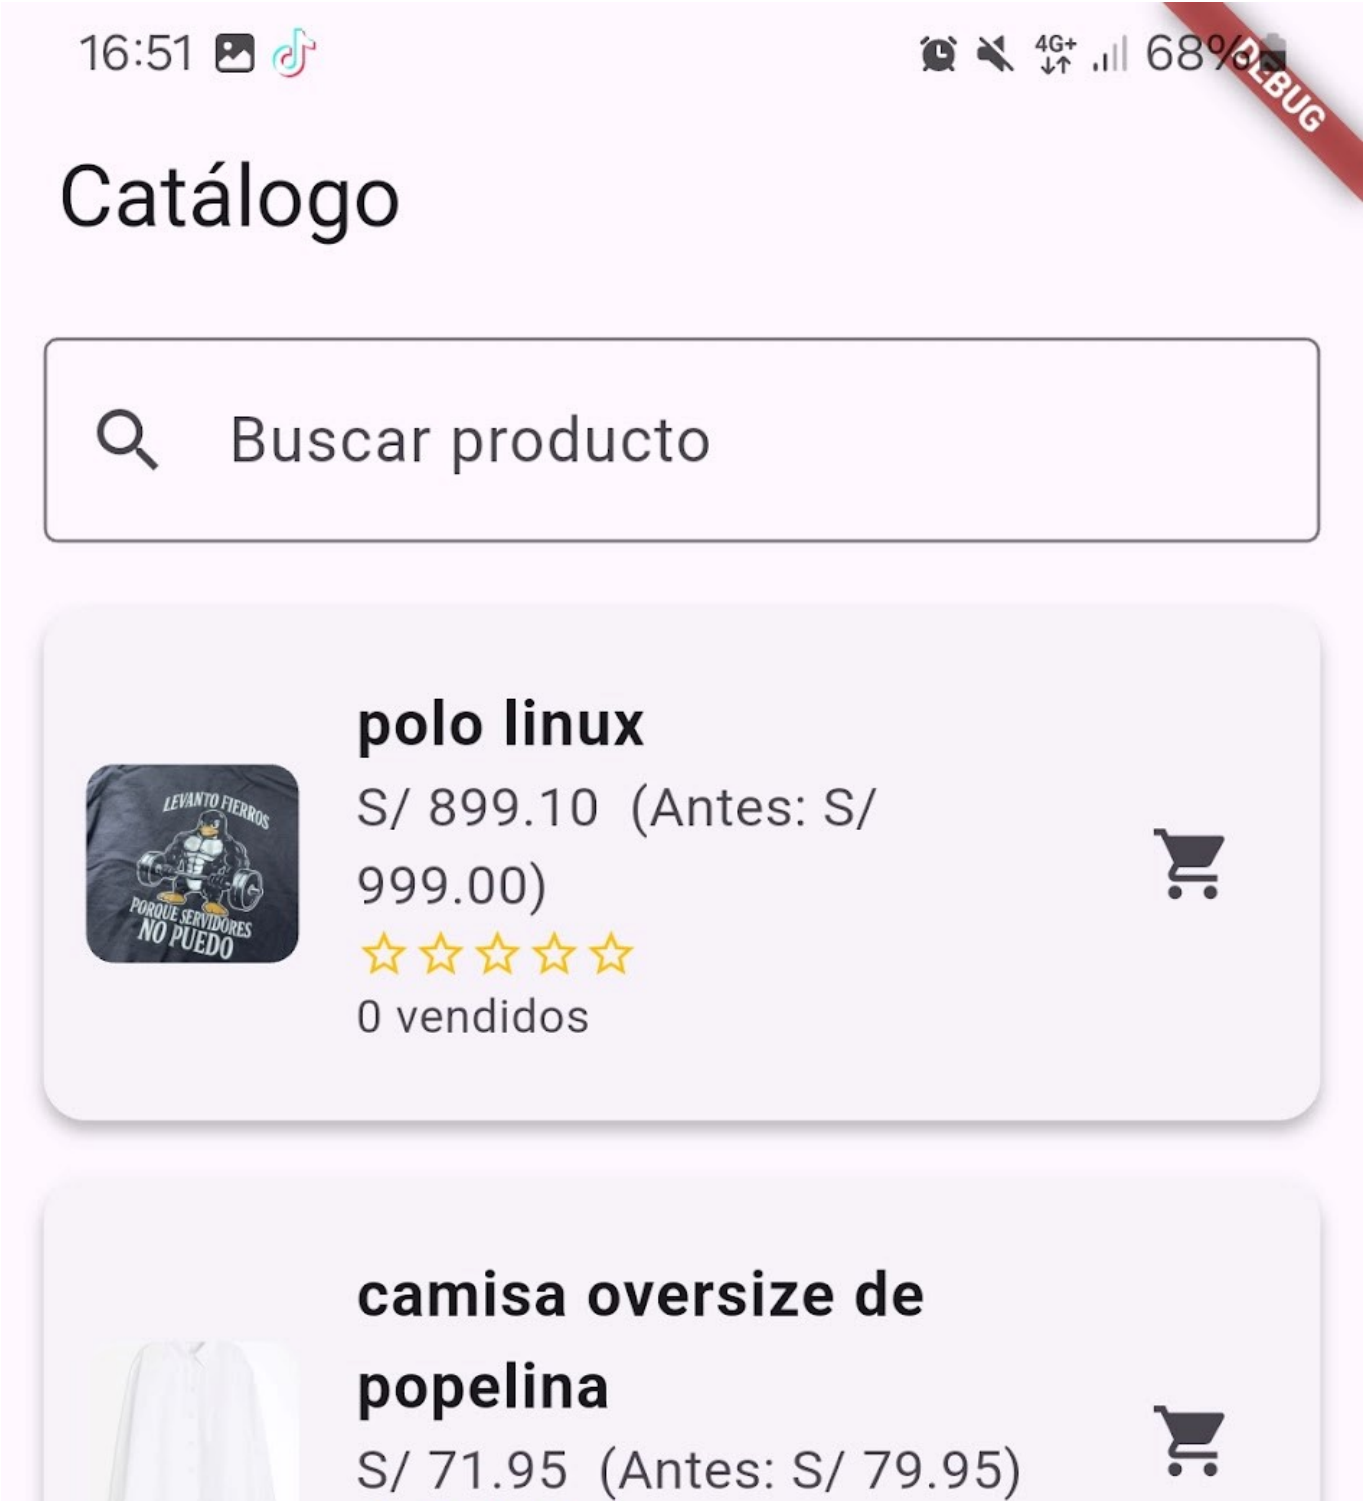 16:51 4G+ 68%
DEBUG
Catálogo
Buscar producto
polo linux
S/ 899.10 (Antes: S/
999.00)
LEVANTO FIERROS
PORQUE SERVIDORES
NO PUEDO
0 vendidos
camisa oversize de
popelina
S/ 71.95 (Antes: S/ 79.95)